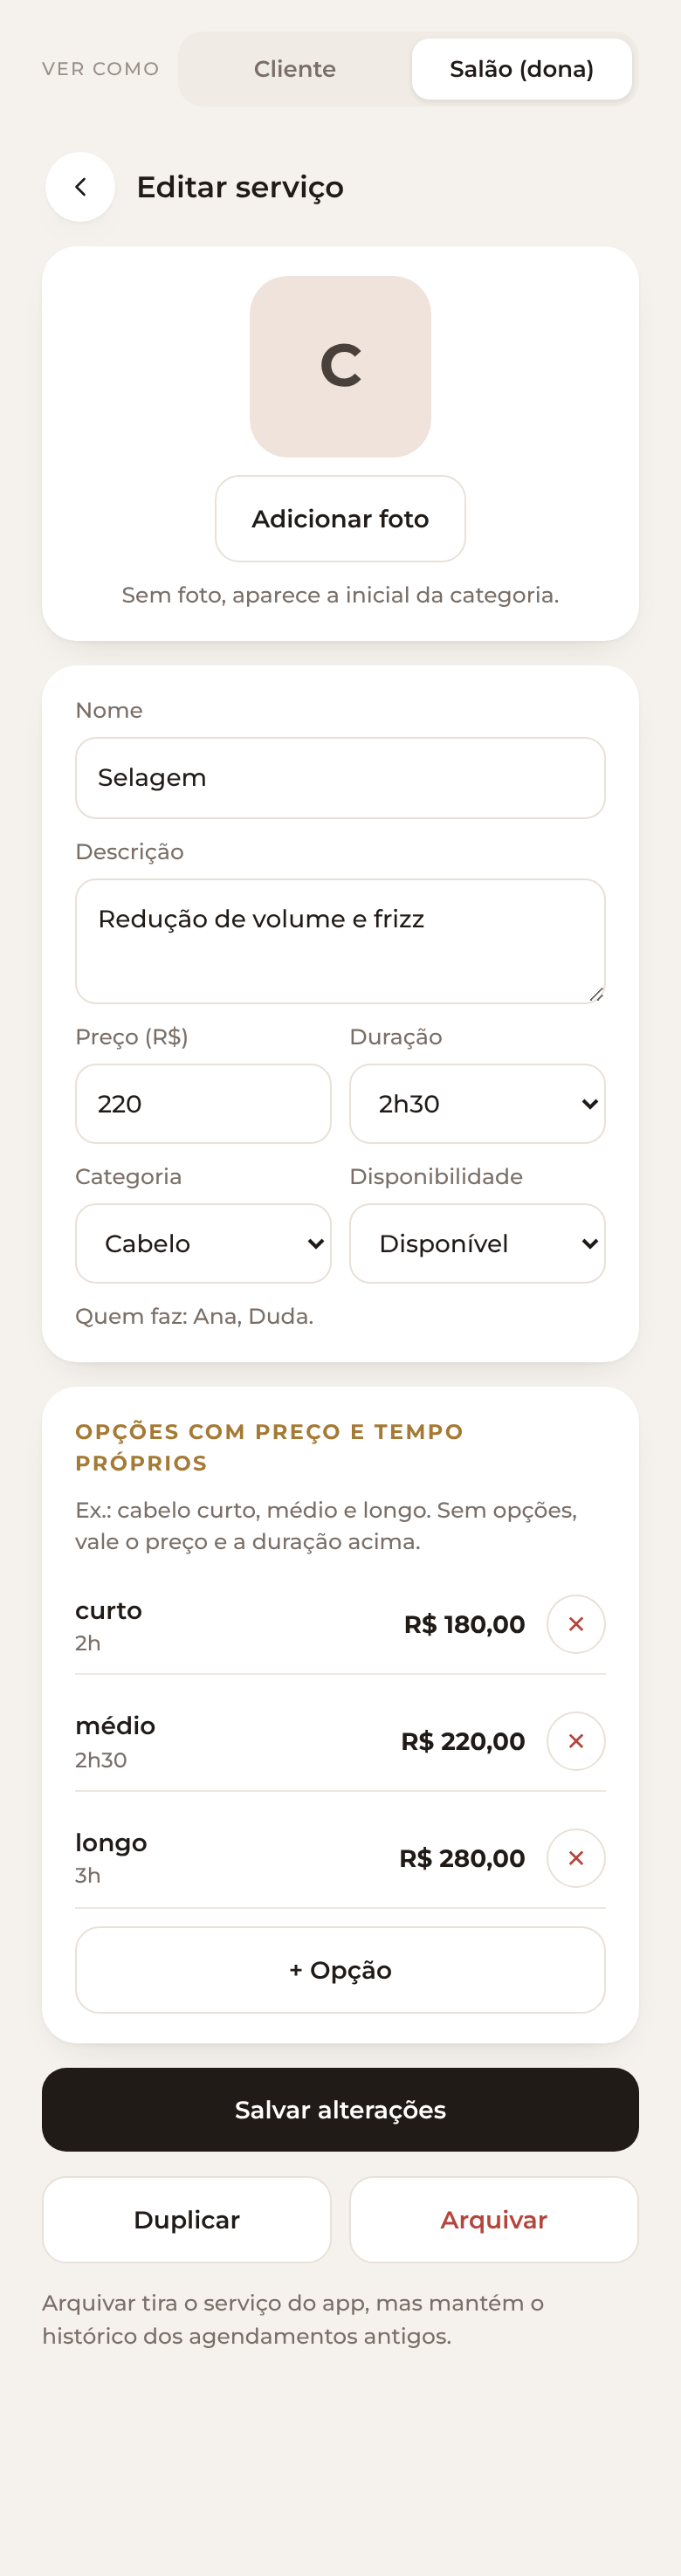 VER COMO
Cliente
Salão (dona)
Editar serviço
C
Adicionar foto
Sem foto, aparece a inicial da categoria.
Nome
Selagem
Descrição
Redução de volume e frizz
Preço (R$)
Duração
220
2h30
Categoria
Disponibilidade
Cabelo
Disponível
Quem faz: Ana, Duda.
OPÇÕES COM PREÇO E TEMPO
PRÓPRIOS
Ex.: cabelo curto, médio e longo. Sem opções,
vale o preço e a duração acima.
curto
2h
R$ 180,00
✕
médio
2h30
R$ 220,00
✕
longo
3h
R$ 280,00
✕
+ Opção
Salvar alterações
Duplicar
Arquivar
Arquivar tira o serviço do app, mas mantém o
histórico dos agendamentos antigos.